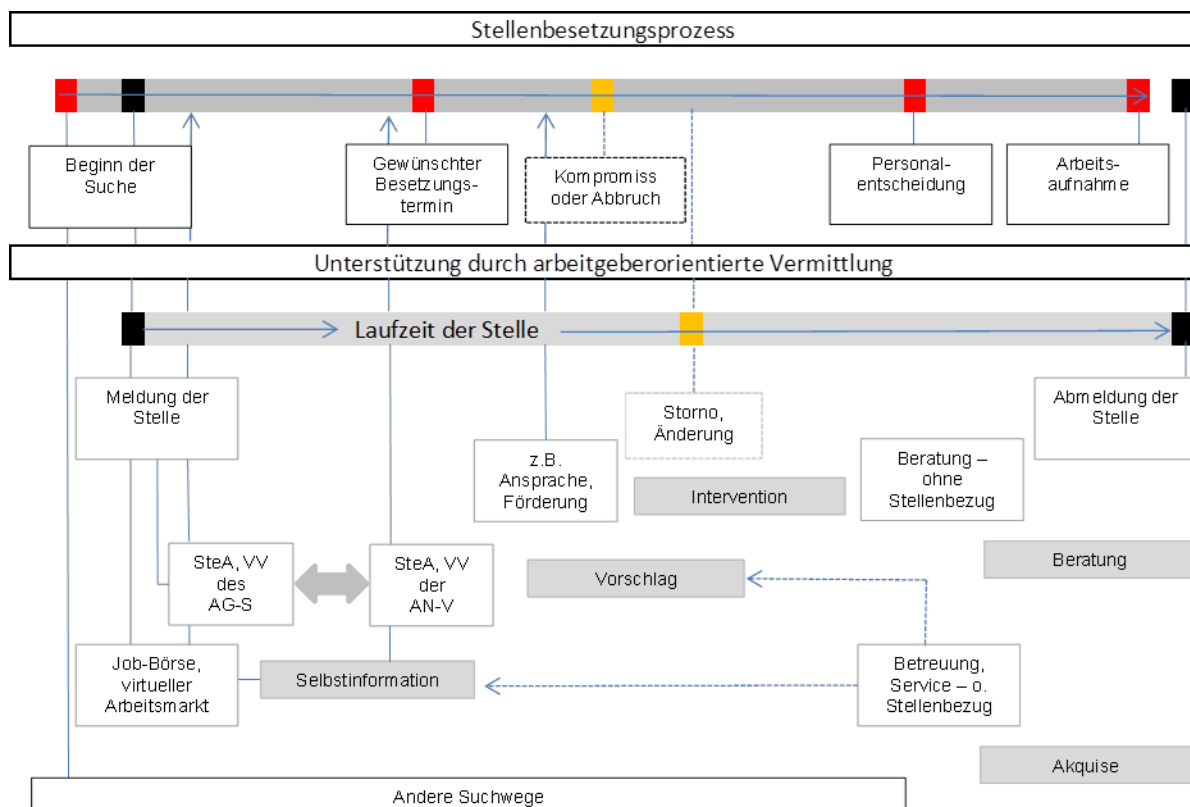 Stellenbesetzungsprozess
Beginn der
Suche
Gewünschter
Besetzungs-
termin
Kompromiss
oder Abbruch
Personal-
entscheidung
Arbeits-
aufnahme
Unterstützung durch arbeitgeberorientierte Vermittlung
Laufzeit der Stelle
Meldung der
Stelle
Storno,
Änderung
Abmeldung der
Stelle
z.B.
Ansprache,
Förderung
Beratung –
ohne
Stellenbezug
Intervention
SteA, VV
des
AG-S
SteA, VV
der
AN-V
Vorschlag
Beratung
Job-Börse,
virtueller
Arbeitsmarkt
Selbstinformation
Betreuung,
Service – o.
Stellenbezug
Akquise
Andere Suchwege